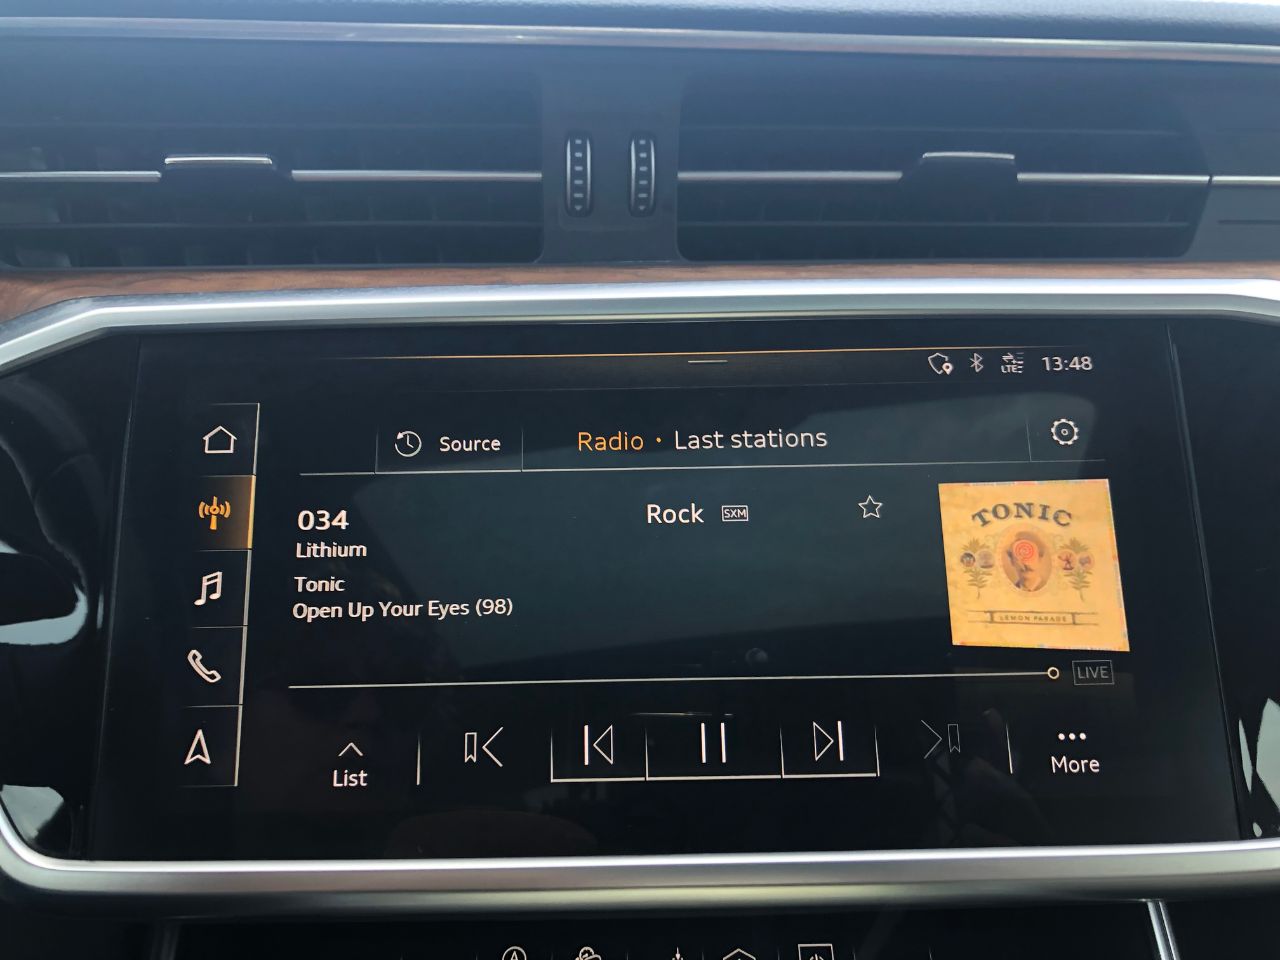 LTE
13:48
Source
Radio • Last stations
034
Rock SXM
Lithium
Tonic
Open Up Your Eyes (98)
TONIC
LEMON PARADE
LIVE
List
More